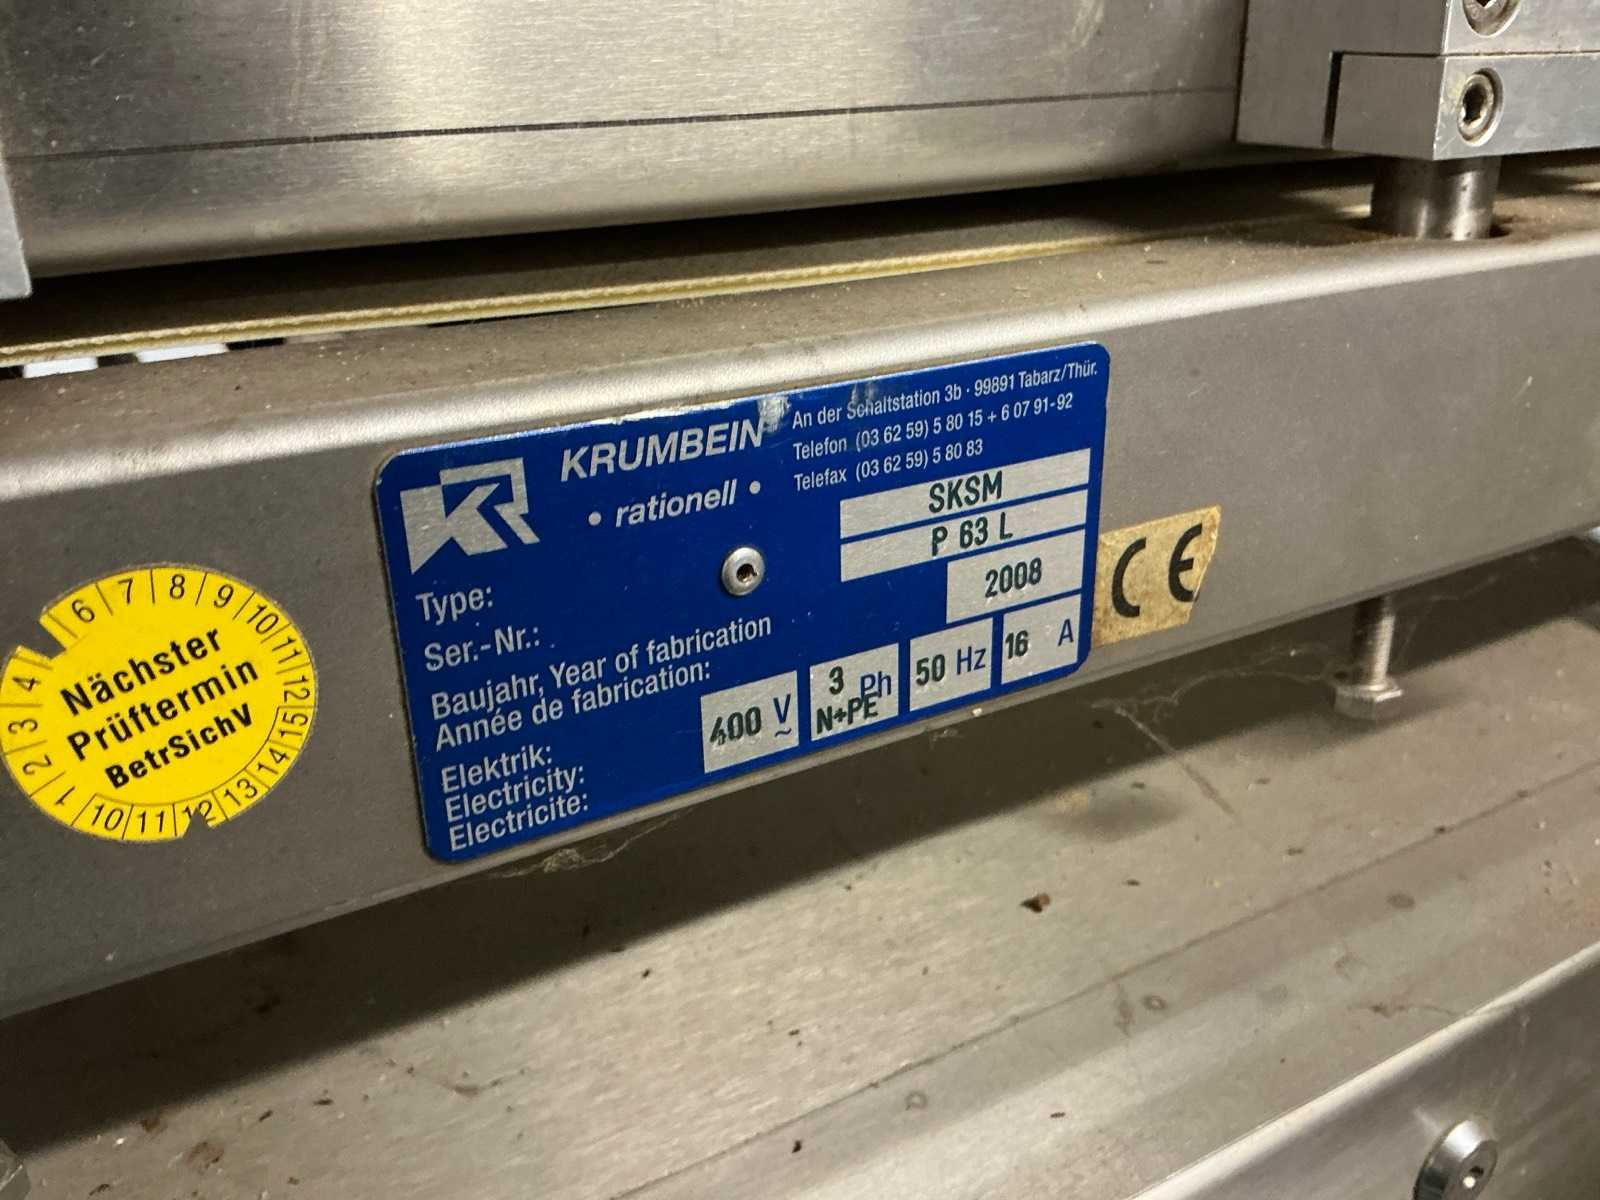 KR
KRUMBEIN
• rationell •
An der Schaltstation 3b · 99891 Tabarz/Thür.
Telefon (03 62 59) 5 80 15 + 6 07 91-92
Telefax (03 62 59) 5 80 83
Type: SKSM
Ser.-Nr.: P 63 L
Baujahr, Year of fabrication
Année de fabrication: 2008
Elektrik:
Electricity:
Electricite:
400 V ~
3 Ph
N+PE
50 Hz
16 A
CE
Nächster
Prüftermin
BetrSichV
1 2 3 4 6 7 8 9 10 11 12
10 11 12 13 14 15